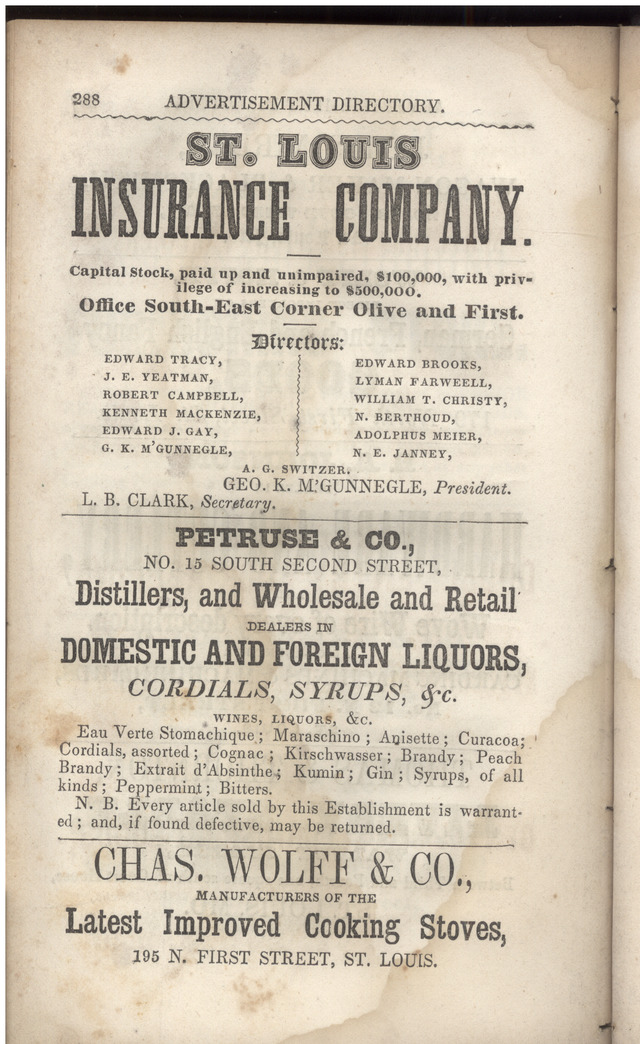 288 ADVERTISEMENT DIRECTORY.
ST. LOUIS
INSURANCE COMPANY.
Capital Stock, paid up and unimpaired, $100,000, with priv-
ilege of increasing to $500,000.
Office South-East Corner Olive and First.
Directors:
EDWARD TRACY,
J. E. YEATMAN,
ROBERT CAMPBELL,
KENNETH MACKENZIE,
EDWARD J. GAY,
G. K. M'GUNNEGLE,
EDWARD BROOKS,
LYMAN FARWEELL,
WILLIAM T. CHRISTY,
N. BERTHOUD,
ADOLPHUS MEIER,
N. E. JANNEY,
A. G. SWITZER.
GEO. K. M'GUNNEGLE, President.
L. B. CLARK, Secretary.
PETRUSE & CO.,
NO. 15 SOUTH SECOND STREET,
Distillers, and Wholesale and Retail
DEALERS IN
DOMESTIC AND FOREIGN LIQUORS,
CORDIALS, SYRUPS, &c.
WINES, LIQUORS, &C.
Eau Verte Stomachique; Maraschino; Anisette; Curacoa;
Cordials, assorted; Cognac; Kirschwasser; Brandy; Peach
Brandy; Extrait d'Absinthe; Kumin; Gin; Syrups, of all
kinds; Peppermint; Bitters.
N. B. Every article sold by this Establishment is warrant-
ed; and, if found defective, may be returned.
CHAS. WOLFF & CO.,
MANUFACTURERS OF THE
Latest Improved Cooking Stoves,
195 N. FIRST STREET, ST. LOUIS.